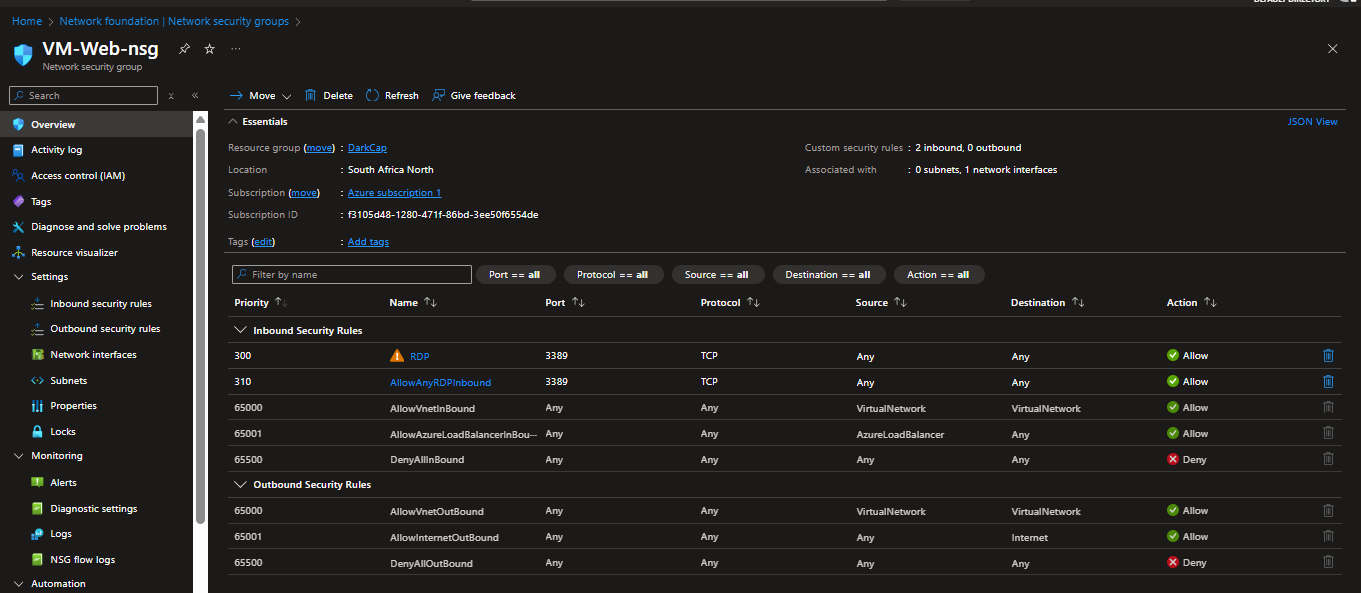 DEFAULT DIRECTORY
Home > Network foundation | Network security groups >
VM-Web-nsg
Network security group
Search
Overview
Activity log
Access control (IAM)
Tags
Diagnose and solve problems
Resource visualizer
Settings
Inbound security rules
Outbound security rules
Network interfaces
Subnets
Properties
Locks
Monitoring
Alerts
Diagnostic settings
Logs
NSG flow logs
Automation
Move Delete Refresh Give feedback
Essentials JSON View
Resource group (move) : DarkCap
Location : South Africa North
Subscription (move) : Azure subscription 1
Subscription ID : f3105d48-1280-471f-86bd-3ee50f6554de
Custom security rules : 2 inbound, 0 outbound
Associated with : 0 subnets, 1 network interfaces
Tags (edit) : Add tags
Filter by name Port == all Protocol == all Source == all Destination == all Action == all
Priority ↑↓ Name ↑↓ Port ↑↓ Protocol ↑↓ Source ↑↓ Destination ↑↓ Action ↑↓
Inbound Security Rules
300 RDP 3389 TCP Any Any Allow
310 AllowAnyRDPInbound 3389 TCP Any Any Allow
65000 AllowVnetInBound Any Any VirtualNetwork VirtualNetwork Allow
65001 AllowAzureLoadBalancerInBou··· Any Any AzureLoadBalancer Any Allow
65500 DenyAllInBound Any Any Any Any Deny
Outbound Security Rules
65000 AllowVnetOutBound Any Any VirtualNetwork VirtualNetwork Allow
65001 AllowInternetOutBound Any Any Any Internet Allow
65500 DenyAllOutBound Any Any Any Any Deny